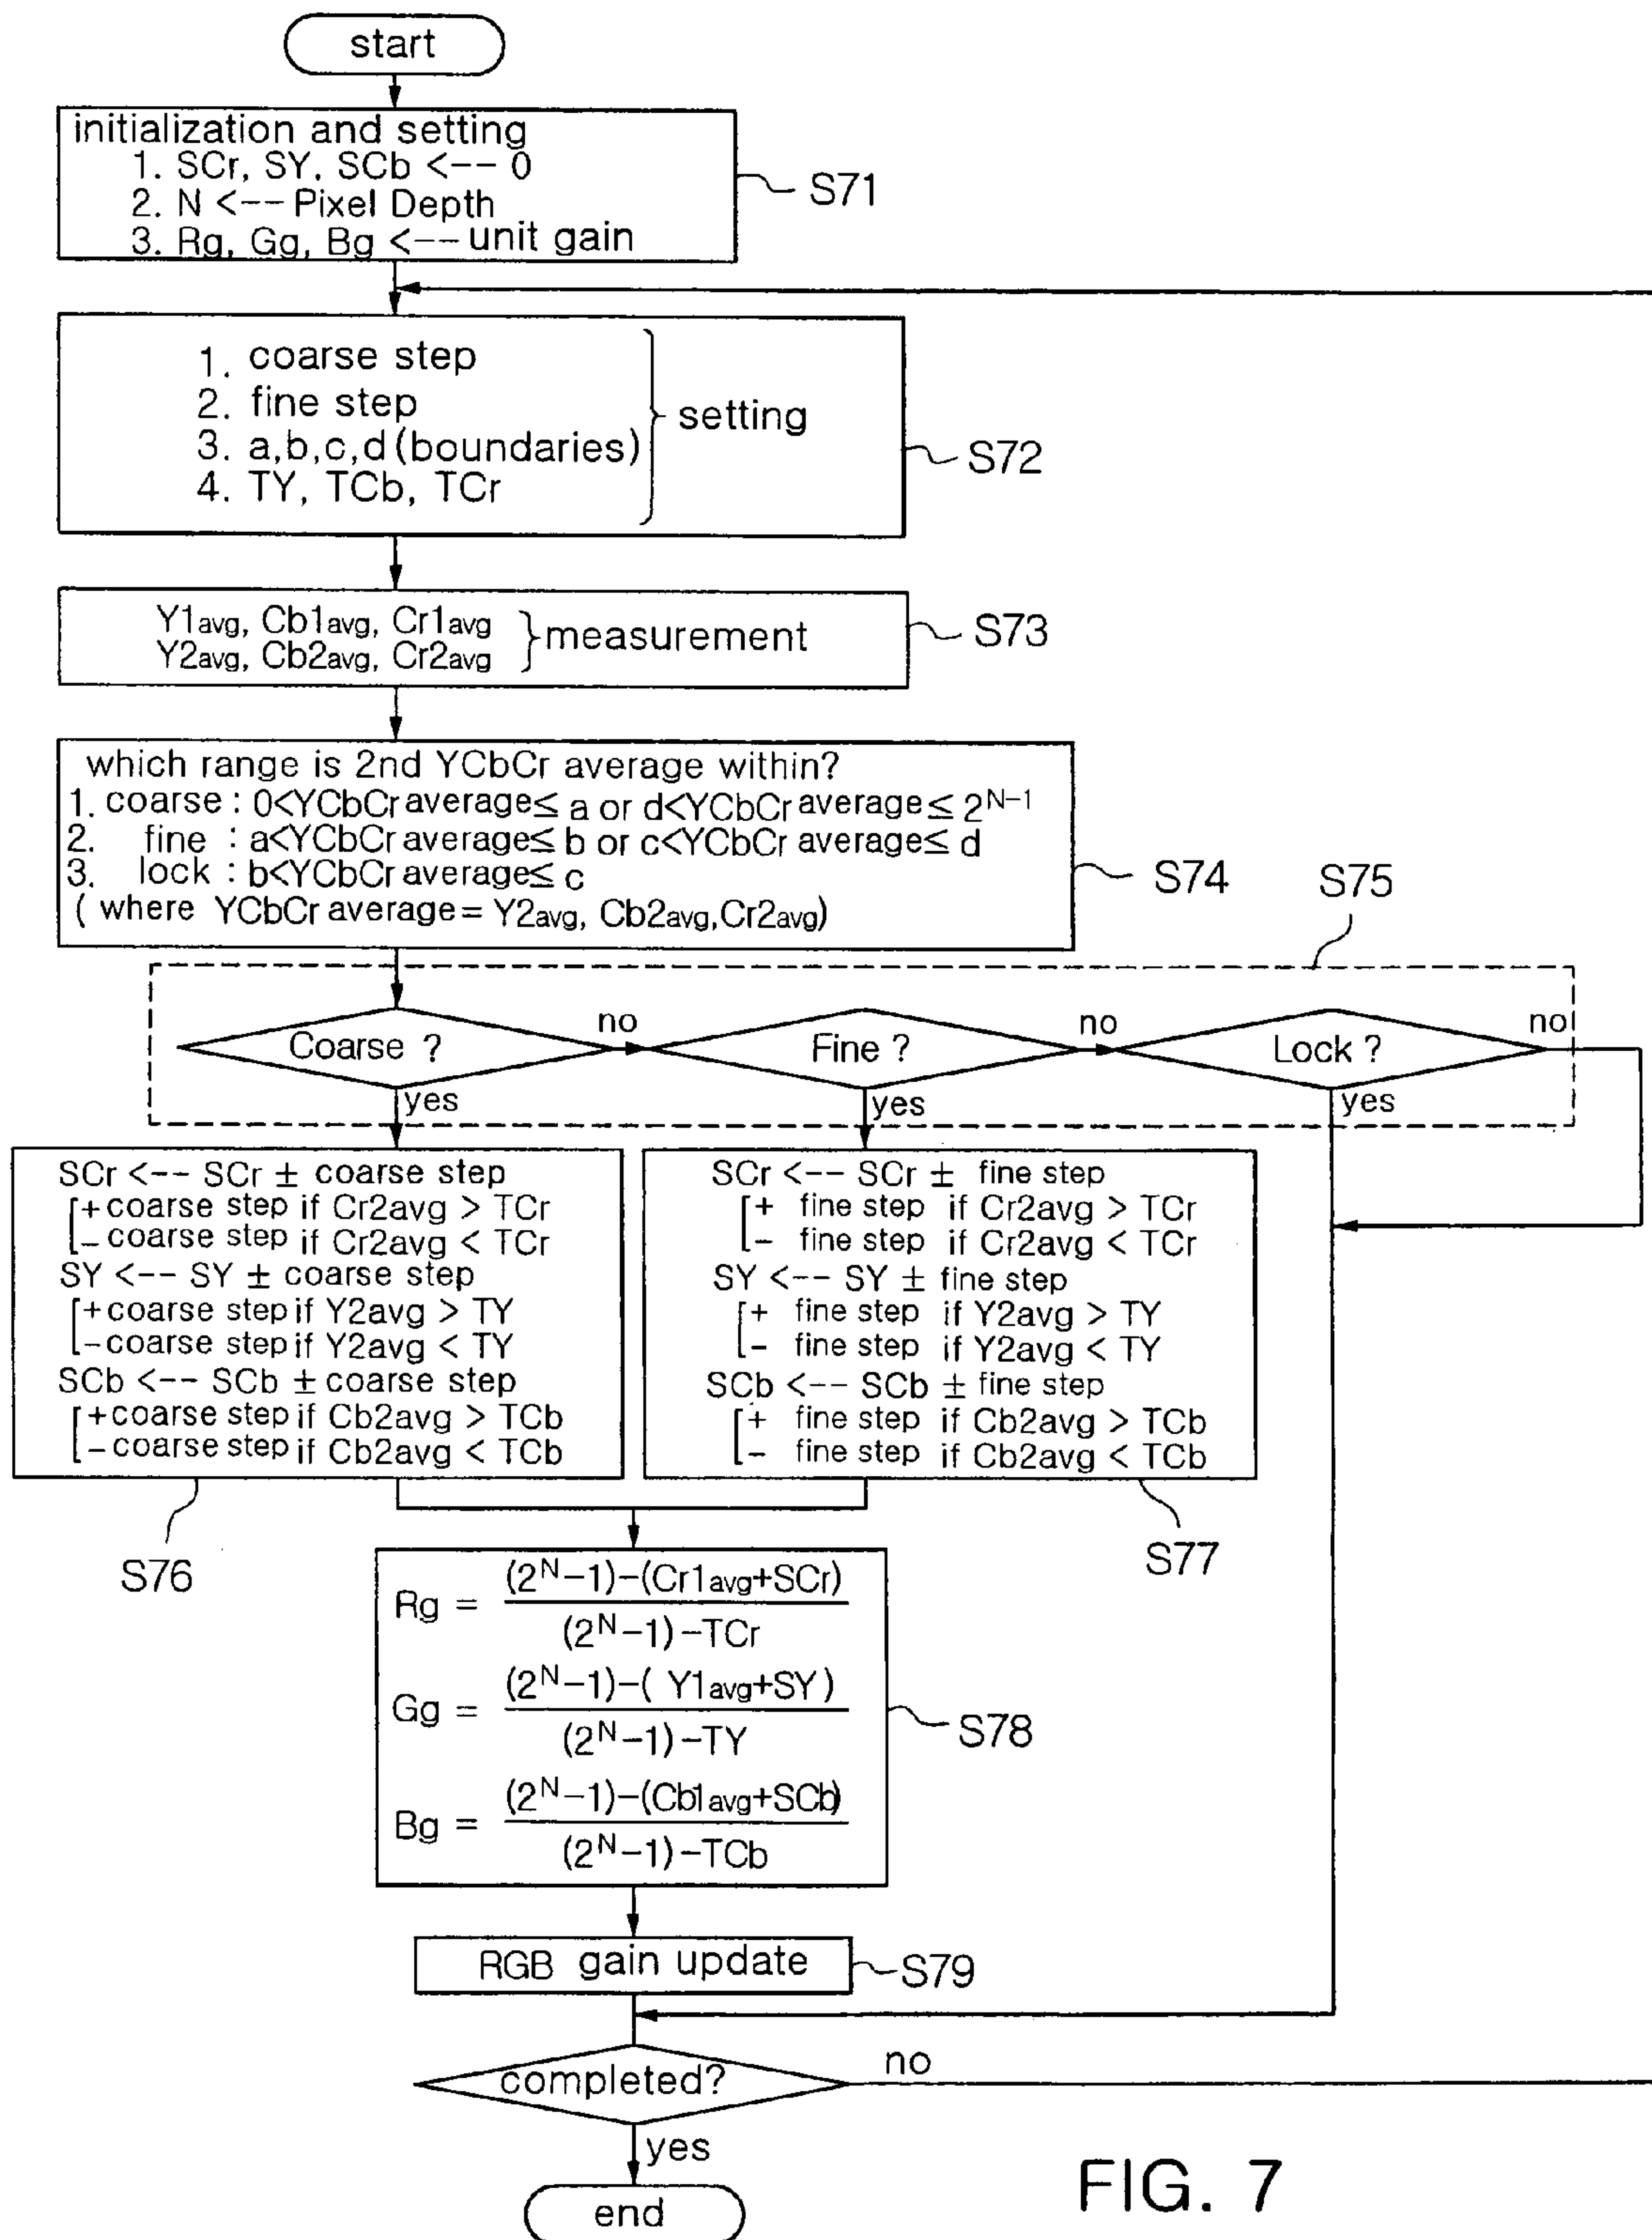 start
initialization and setting
1. SCr, SY, SCb <-- 0
2. N <-- Pixel Depth
3. Rg, Gg, Bg <-- unit gain
S71
1. coarse step
2. fine step
3. a,b,c,d (boundaries)
4. TY, TCb, TCr
setting
S72
Y1avg, Cb1avg, Cr1avg
Y2avg, Cb2avg, Cr2avg
measurement
S73
which range is 2nd YCbCr average within?
1. coarse : 0<YCbCr average≤ a or d<YCbCr average≤ 2^N-1
2. fine : a<YCbCr average≤ b or c<YCbCr average≤ d
3. lock : b<YCbCr average≤ c
( where YCbCr average = Y2avg, Cb2avg, Cr2avg)
S74
S75
Coarse ?
no
Fine ?
no
Lock ?
no
yes
yes
yes
SCr <-- SCr ± coarse step
[+ coarse step if Cr2avg > TCr
[- coarse step if Cr2avg < TCr
SY <-- SY ± coarse step
[+ coarse step if Y2avg > TY
[- coarse step if Y2avg < TY
SCb <-- SCb ± coarse step
[+ coarse step if Cb2avg > TCb
[- coarse step if Cb2avg < TCb
S76
SCr <-- SCr ± fine step
[+ fine step if Cr2avg > TCr
[- fine step if Cr2avg < TCr
SY <-- SY ± fine step
[+ fine step if Y2avg > TY
[- fine step if Y2avg < TY
SCb <-- SCb ± fine step
[+ fine step if Cb2avg > TCb
[- fine step if Cb2avg < TCb
S77
Rg = (2^N-1)-(Cr1avg+SCr) / (2^N-1)-TCr
Gg = (2^N-1)-( Y1avg+SY) / (2^N-1)-TY
Bg = (2^N-1)-(Cb1avg+SCb) / (2^N-1)-TCb
S78
RGB gain update
S79
completed?
no
yes
end
FIG. 7